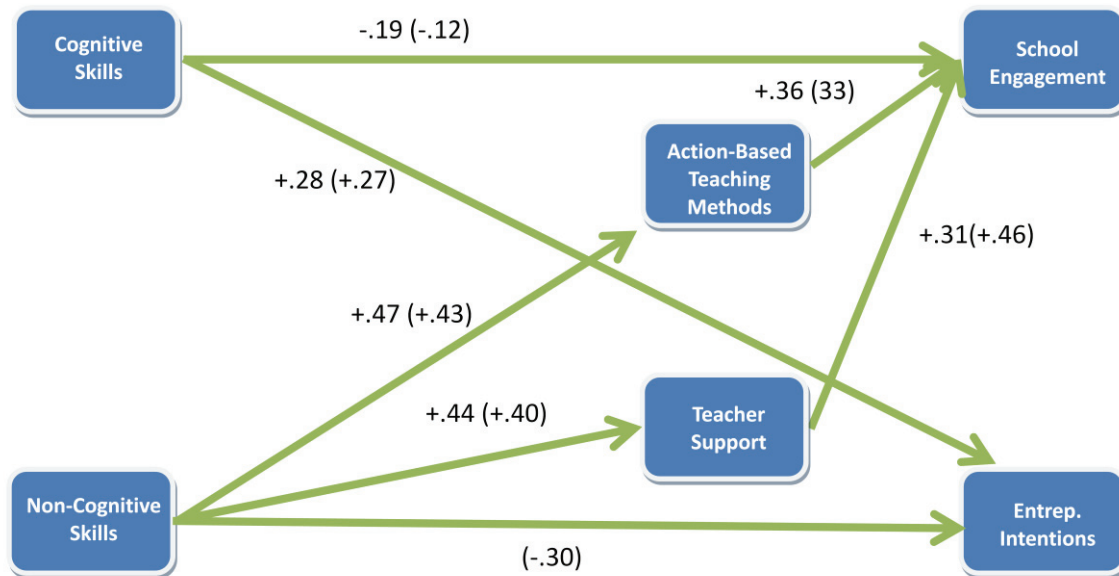 Cognitive
Skills
-.19 (-.12)
School
Engagement
+.36 (33)
Action-Based
Teaching
Methods
+.28 (+.27)
+.31(+.46)
+.47 (+.43)
+.44 (+.40)
Teacher
Support
Non-Cognitive
Skills
Entrep.
Intentions
(-.30)